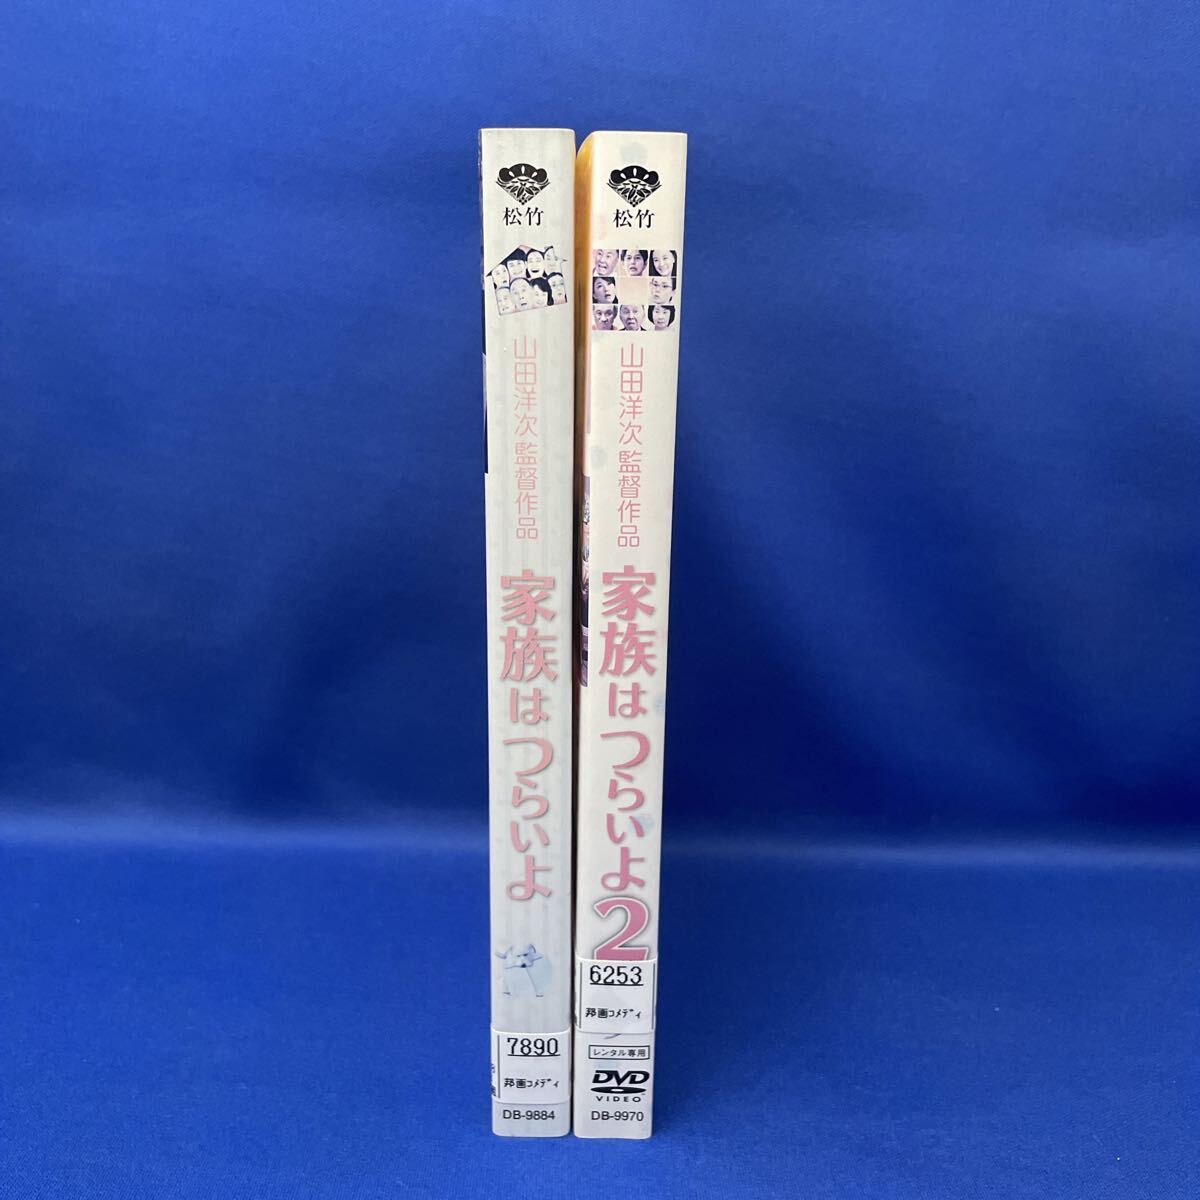 松竹
山田洋次 監督作品
家族はつらいよ
7890
邦画コメディ
DB-9884
松竹
山田洋次 監督作品
家族はつらいよ2
6253
邦画コメディ
レンタル専用
DVD
VIDEO
DB-9970